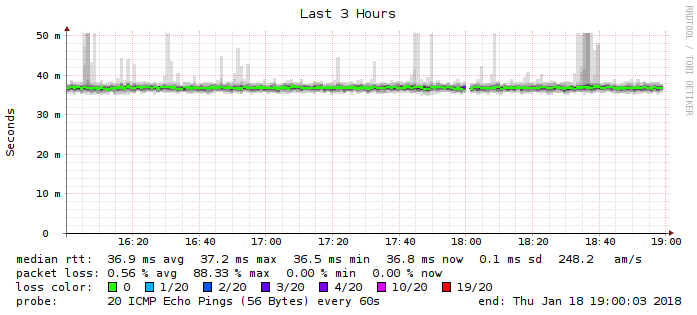 Last 3 Hours
RRDTOOL / TOBI OETIKER
Seconds
50 m
40 m
30 m
20 m
10 m
0
16:20 16:40 17:00 17:20 17:40 18:00 18:20 18:40 19:00
median rtt: 36.9 ms avg 37.2 ms max 36.5 ms min 36.8 ms now 0.1 ms sd 248.2 am/s
packet loss: 0.56 % avg 88.33 % max 0.00 % min 0.00 % now
loss color: 0 1/20 2/20 3/20 4/20 10/20 19/20
probe: 20 ICMP Echo Pings (56 Bytes) every 60s end: Thu Jan 18 19:00:03 2018